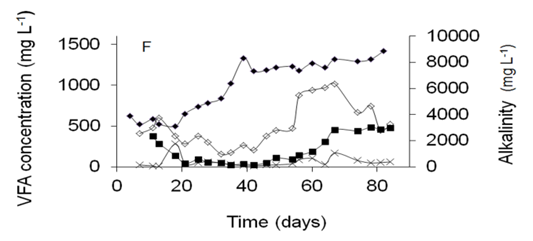 F
VFA concentration (mg L-1)
1500
1000
500
0
10000
8000
6000
4000
2000
0
Alkalinity (mg L-1)
0 20 40 60 80
Time (days)